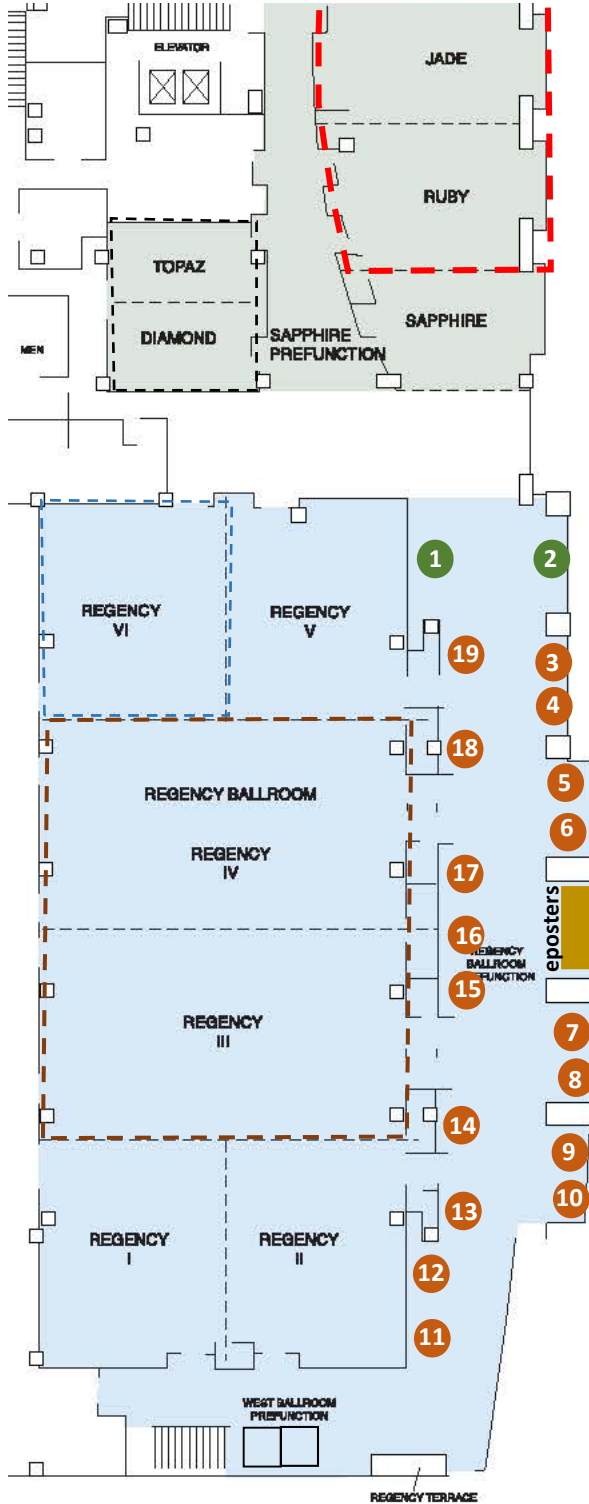 ELEVATOR
JADE
RUBY
TOPAZ
SAPPHIRE
DIAMOND
SAPPHIRE
PREFUNCTION
MEN
1
2
REGENCY
VI
REGENCY
V
19
3
4
18
5
REGENCY BALLROOM
6
REGENCY
IV
17
eposters
16
REGENCY
BALLROOM
PREFUNCTION
15
REGENCY
III
7
8
14
9
10
13
REGENCY
I
REGENCY
II
12
11
WEST BALLROOM
PREFUNCTION
REGENCY TERRACE